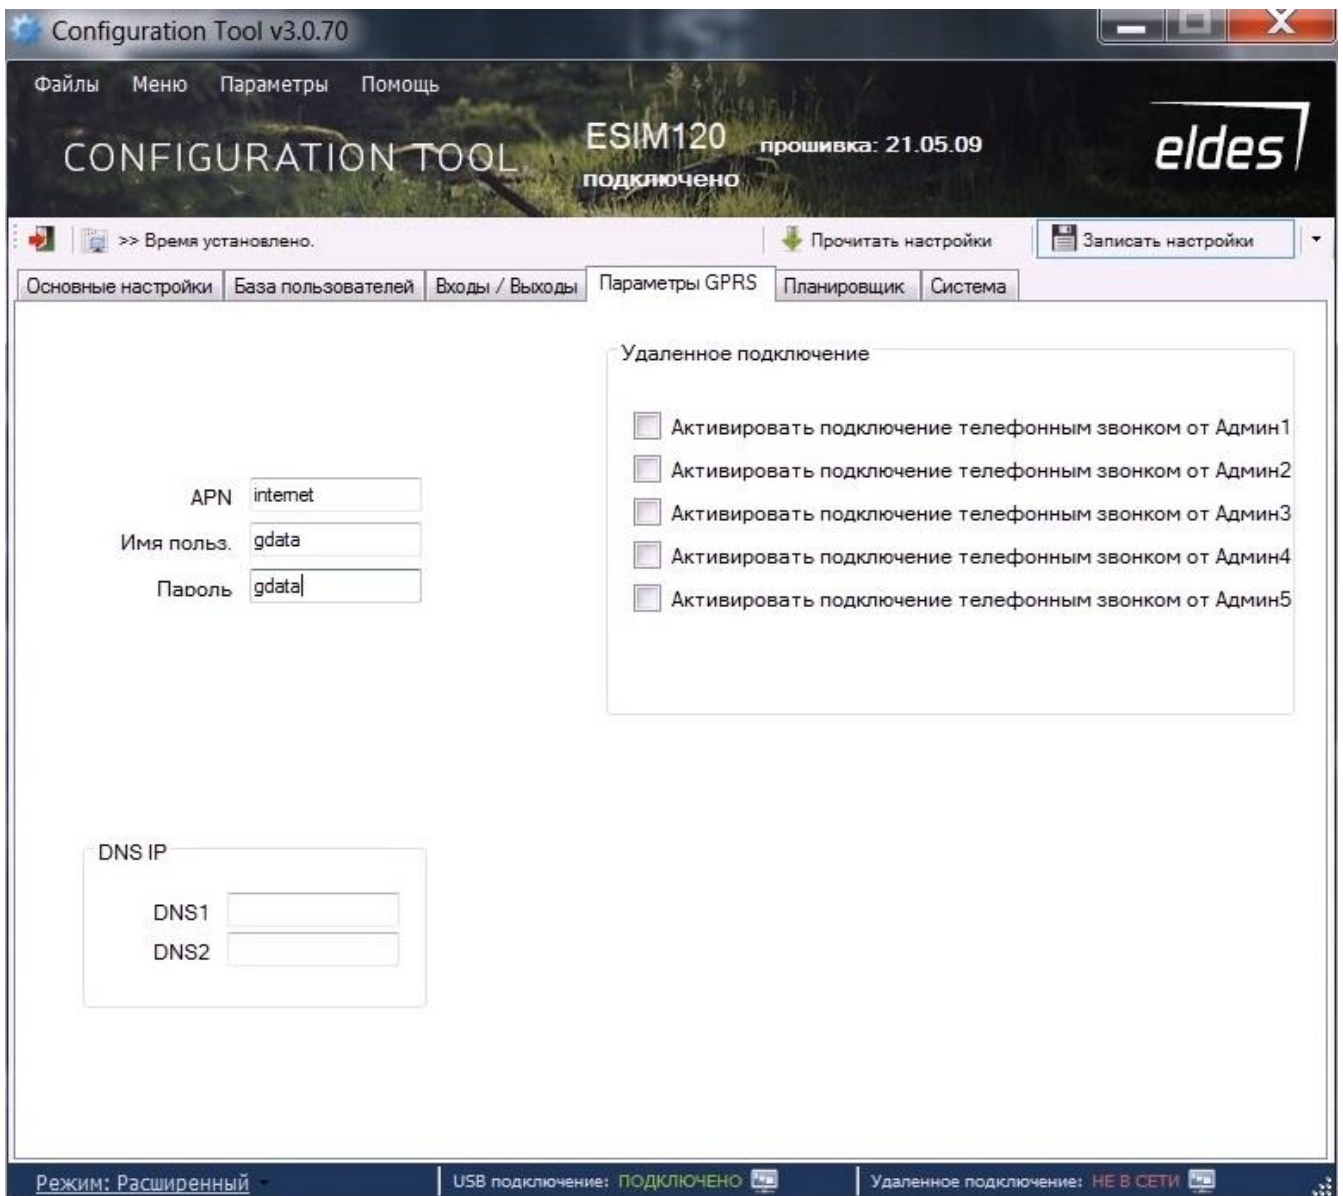 Configuration Tool v3.0.70
Файлы Меню Параметры Помощь
CONFIGURATION TOOL
ESIM120 прошивка: 21.05.09
подключено
eldes
>> Время установлено.
Прочитать настройки
Записать настройки
Основные настройки База пользователей Входы / Выходы Параметры GPRS Планировщик Система
APN internet
Имя польз. gdata
Пароль gdata
Удаленное подключение
Активировать подключение телефонным звонком от Админ1
Активировать подключение телефонным звонком от Админ2
Активировать подключение телефонным звонком от Админ3
Активировать подключение телефонным звонком от Админ4
Активировать подключение телефонным звонком от Админ5
DNS IP
DNS1
DNS2
Режим: Расширенный USB подключение: ПОДКЛЮЧЕНО Удаленное подключение: НЕ В СЕТИ